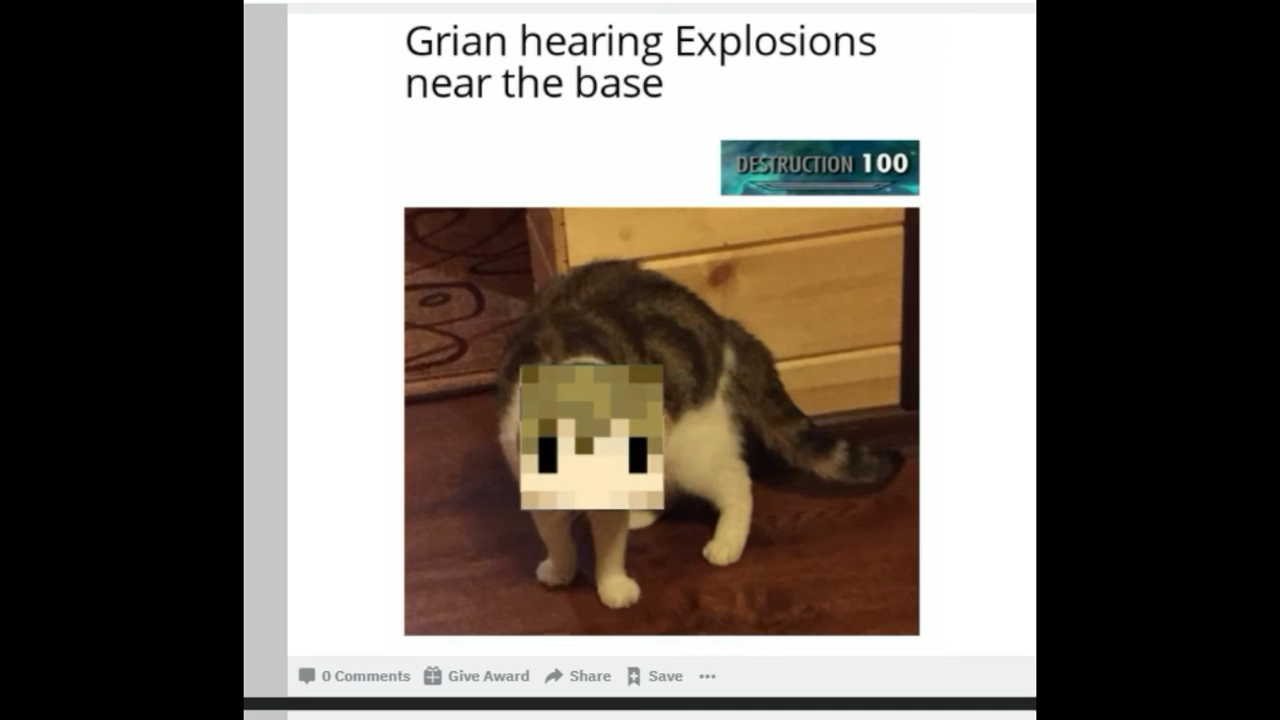 Grian hearing Explosions
near the base
DESTRUCTION 100
0 Comments Give Award Share Save